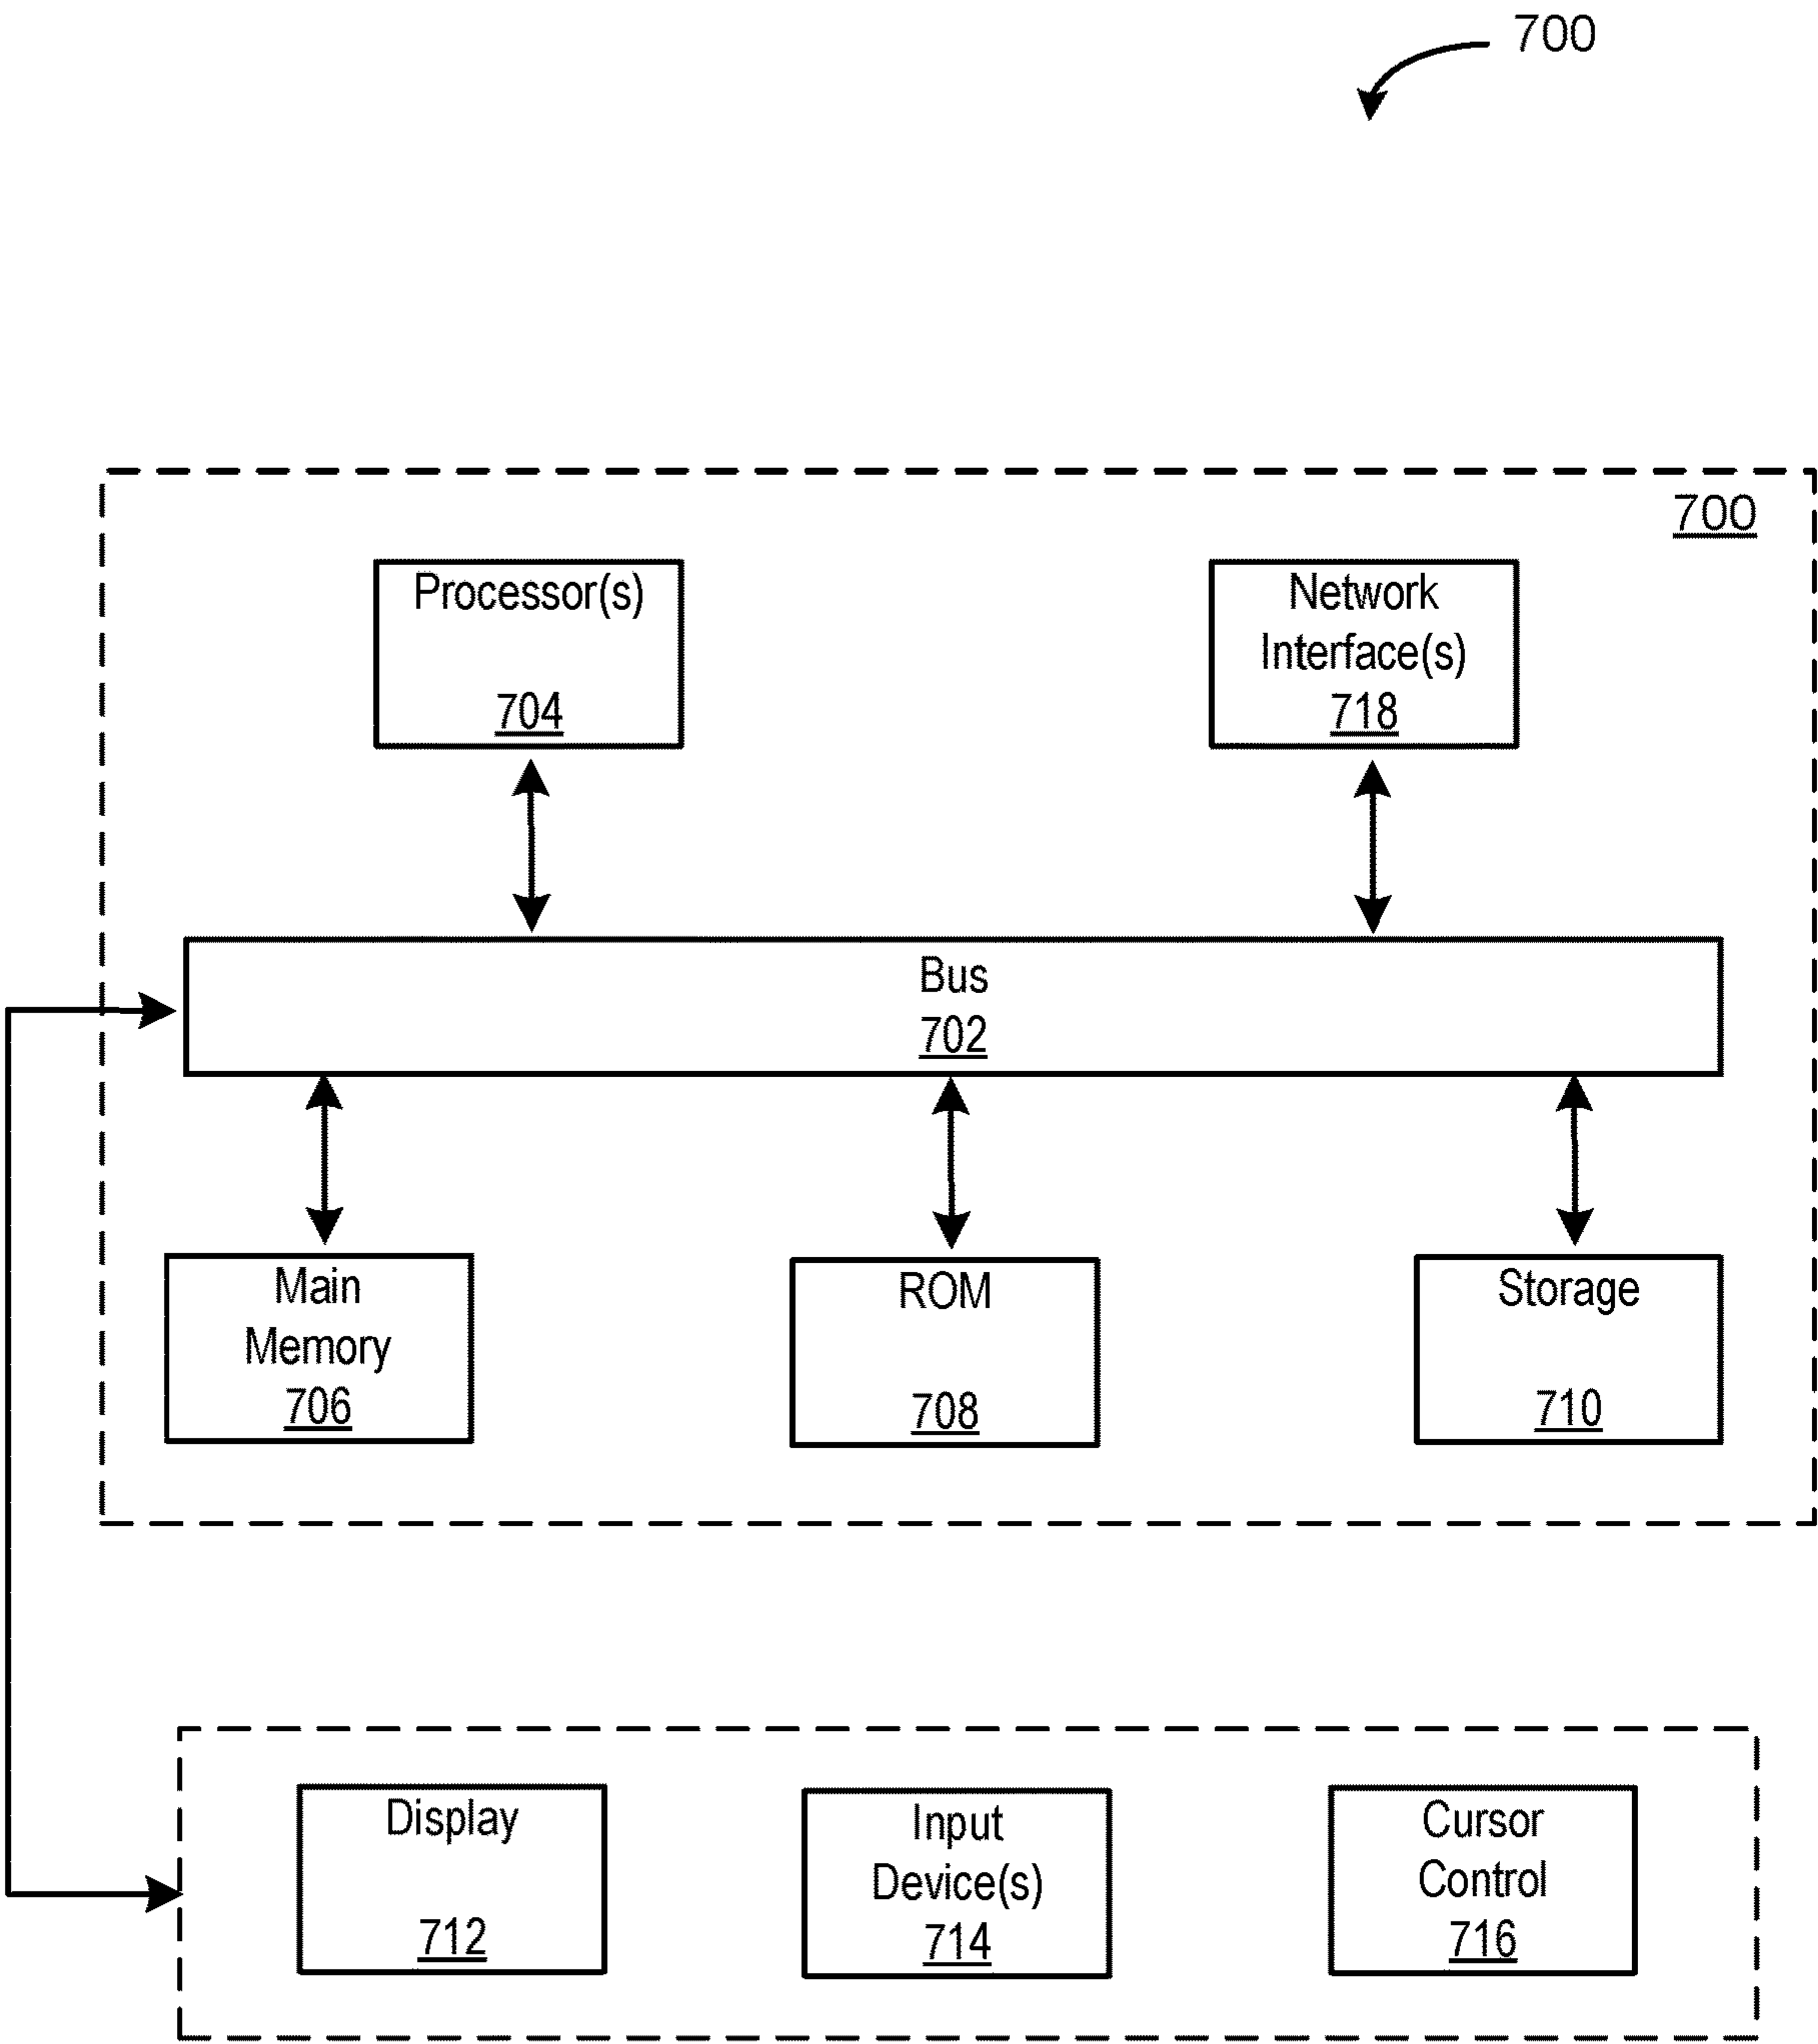 700
700
Processor(s)
704
Network
Interface(s)
718
Bus
702
Main
Memory
706
ROM
708
Storage
710
Display
712
Input
Device(s)
714
Cursor
Control
716